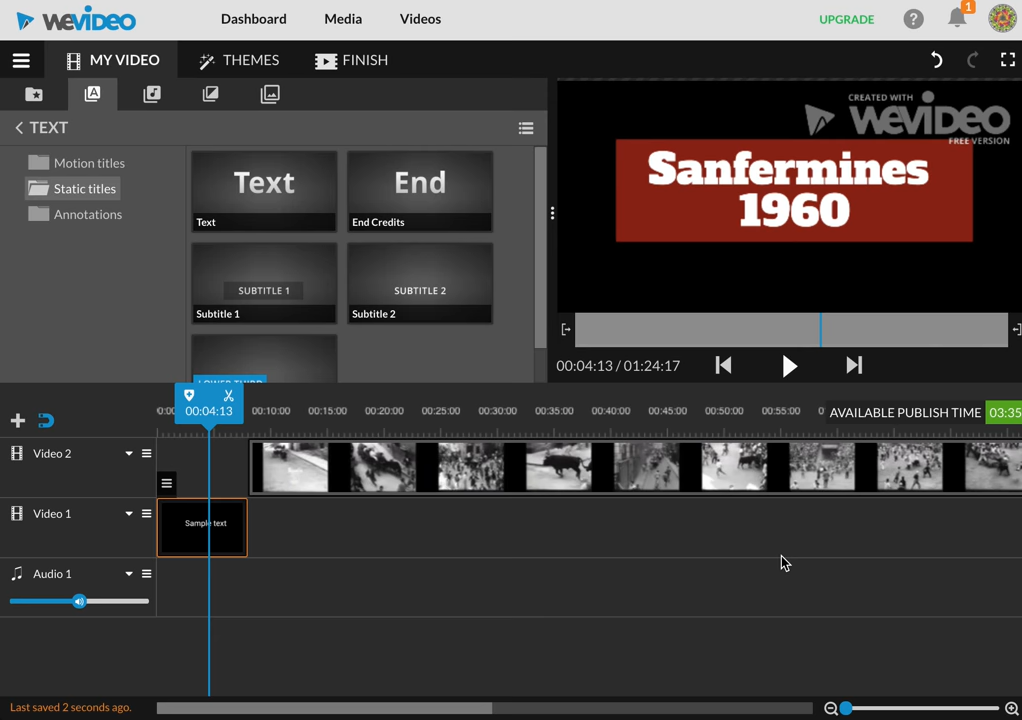 WEVIDEO
Dashboard
Media
Videos
UPGRADE
?
1
MY VIDEO
THEMES
FINISH
TEXT
Motion titles
Static titles
Annotations
Text
Text
End
End Credits
SUBTITLE 1
Subtitle 1
SUBTITLE 2
Subtitle 2
LOWER THIRD
CREATED WITH
WEVIDEO
FREE VERSION
Sanfermines
1960
00:04:13 / 01:24:17
00:04:13
00:10:00
00:15:00
00:20:00
00:25:00
00:30:00
00:35:00
00:40:00
00:45:00
00:50:00
00:55:00
AVAILABLE PUBLISH TIME
03:35
Video 2
Video 1
Sample text
Audio 1
Last saved 2 seconds ago.